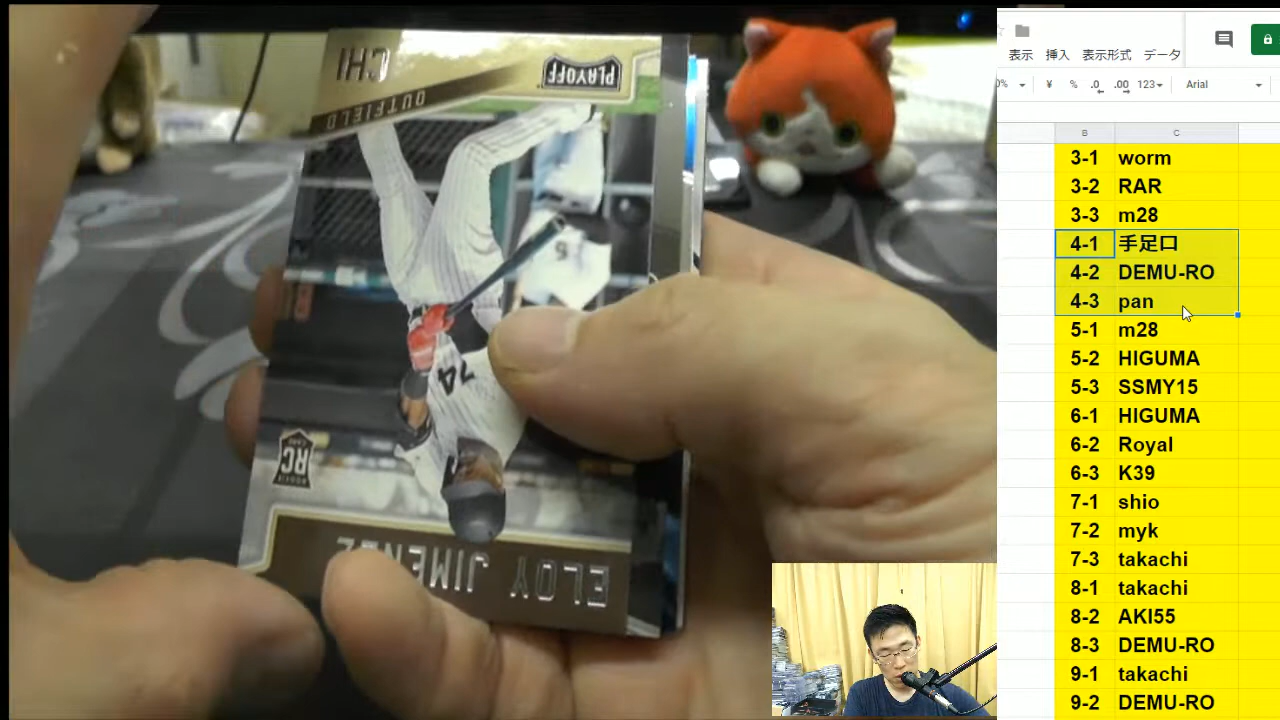 CHI
OUTFIELD
PLAYOFF
74
5
ROOKIE
RC
CARD
ELOY JIMENEZ
表示 挿入 表示形式 データ
0% ¥ % .0 .00 123 Arial
B C
3-1 worm
3-2 RAR
3-3 m28
4-1 手足口
4-2 DEMU-RO
4-3 pan
5-1 m28
5-2 HIGUMA
5-3 SSMY15
6-1 HIGUMA
6-2 Royal
6-3 K39
7-1 shio
7-2 myk
7-3 takachi
8-1 takachi
8-2 AKI55
8-3 DEMU-RO
9-1 takachi
9-2 DEMU-RO